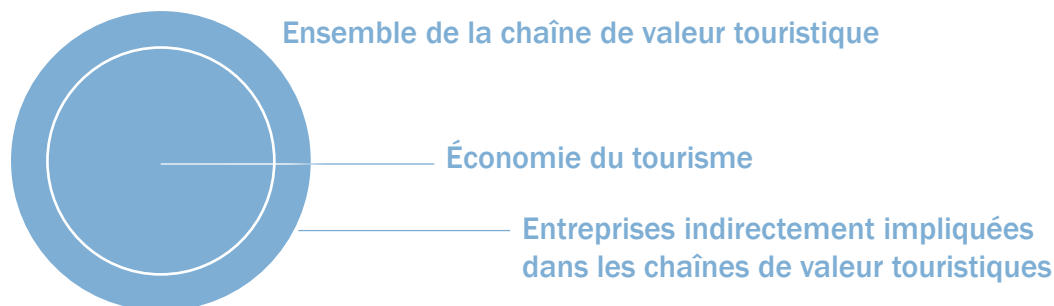 Ensemble de la chaîne de valeur touristique
Économie du tourisme
Entreprises indirectement impliquées
dans les chaînes de valeur touristiques